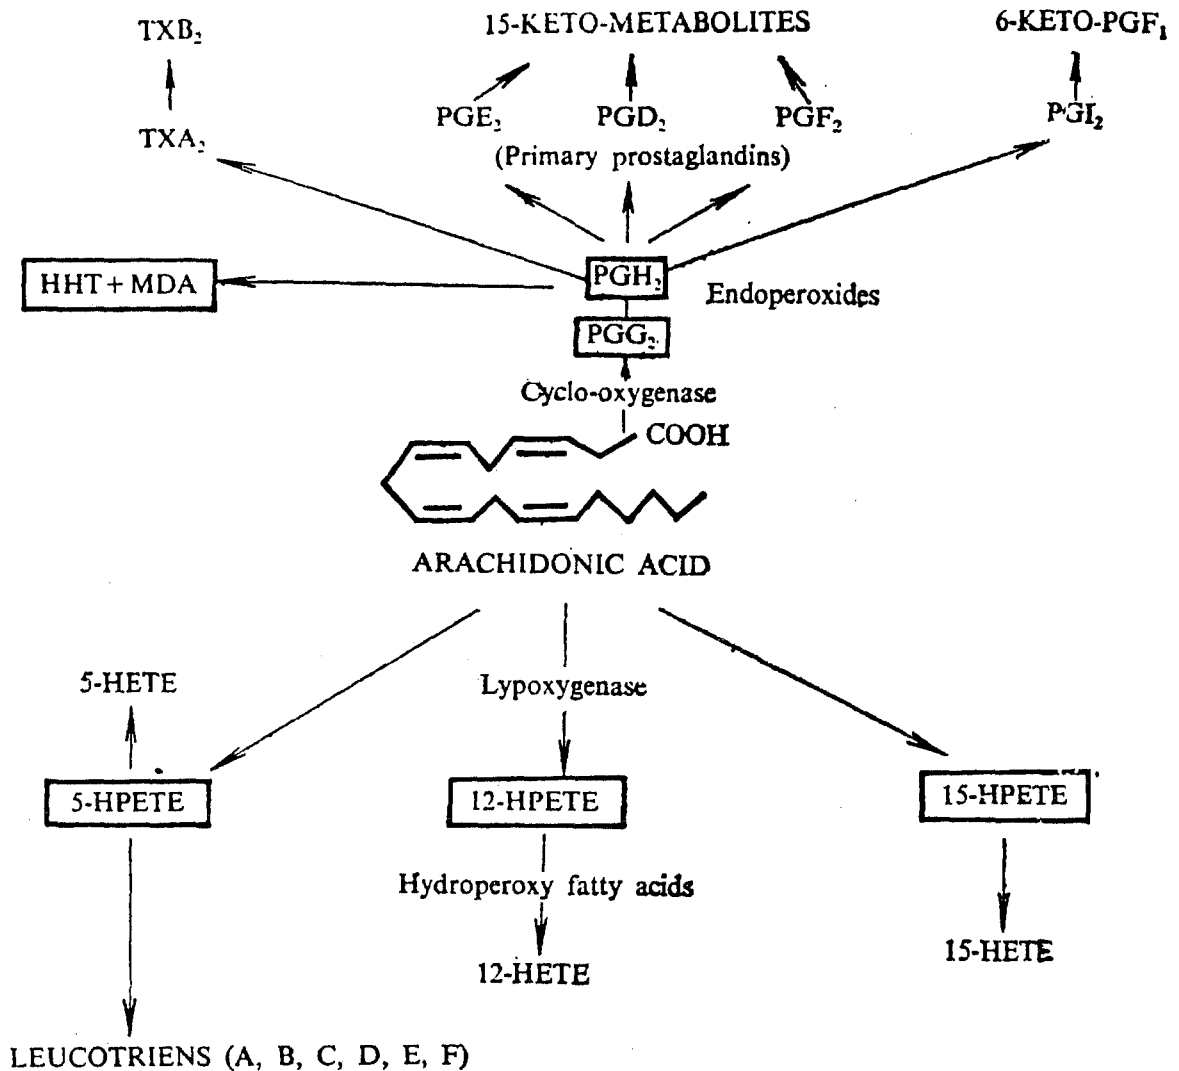 TXB₂
15-KETO-METABOLITES
6-KETO-PGF₁
PGE₂
PGD₂
PGF₂
PGI₂
TXA₂
(Primary prostaglandins)
HHT + MDA
PGH₂
Endoperoxides
PGG₂
Cyclo-oxygenase
COOH
ARACHIDONIC ACID
5-HETE
Lypoxygenase
5-HPETE
12-HPETE
15-HPETE
Hydroperoxy fatty acids
12-HETE
15-HETE
LEUCOTRIENS (A, B, C, D, E, F)